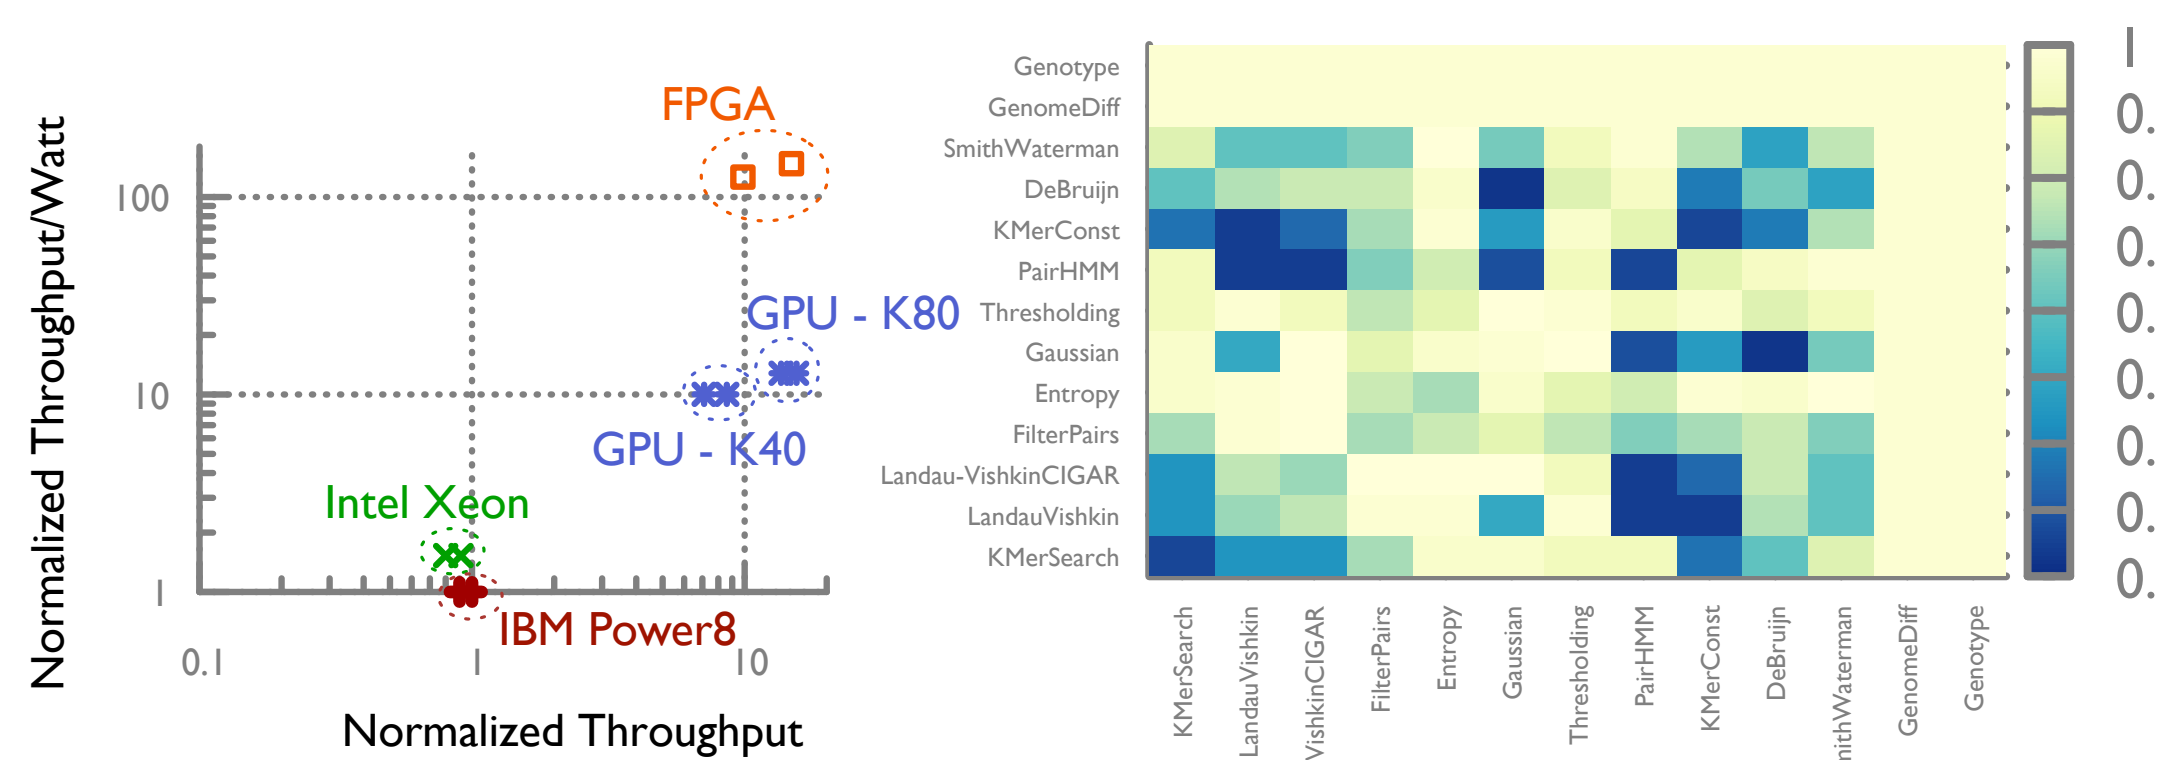 Normalized Throughput/Watt
100
10
1
0.1
1
10
Normalized Throughput
FPGA
GPU - K80
GPU - K40
Intel Xeon
IBM Power8
Genotype
GenomeDiff
SmithWaterman
DeBruijn
KMerConst
PairHMM
Thresholding
Gaussian
Entropy
FilterPairs
Landau-VishkinCIGAR
LandauVishkin
KMerSearch
KMerSearch
LandauVishkin
VishkinCIGAR
FilterPairs
Entropy
Gaussian
Thresholding
PairHMM
KMerConst
DeBruijn
nithWaterman
GenomeDiff
Genotype
1
0.
0.
0.
0.
0.
0.
0.
0.